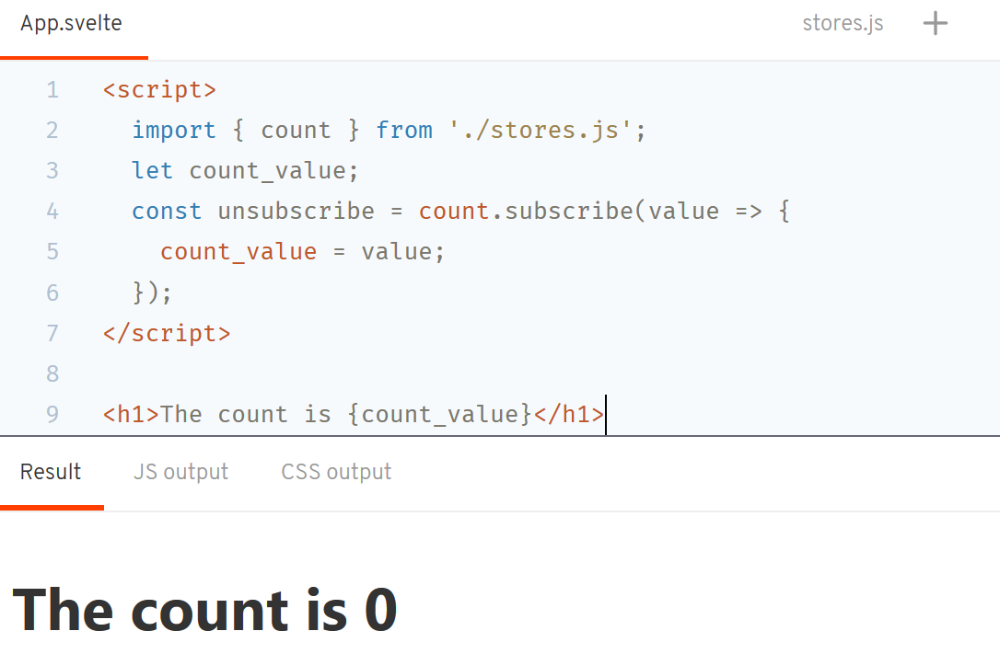 App.svelte stores.js +
1 <script>
2 import { count } from './stores.js';
3 let count_value;
4 const unsubscribe = count.subscribe(value => {
5 count_value = value;
6 });
7 </script>
8
9 <h1>The count is {count_value}</h1>
Result JS output CSS output
The count is 0